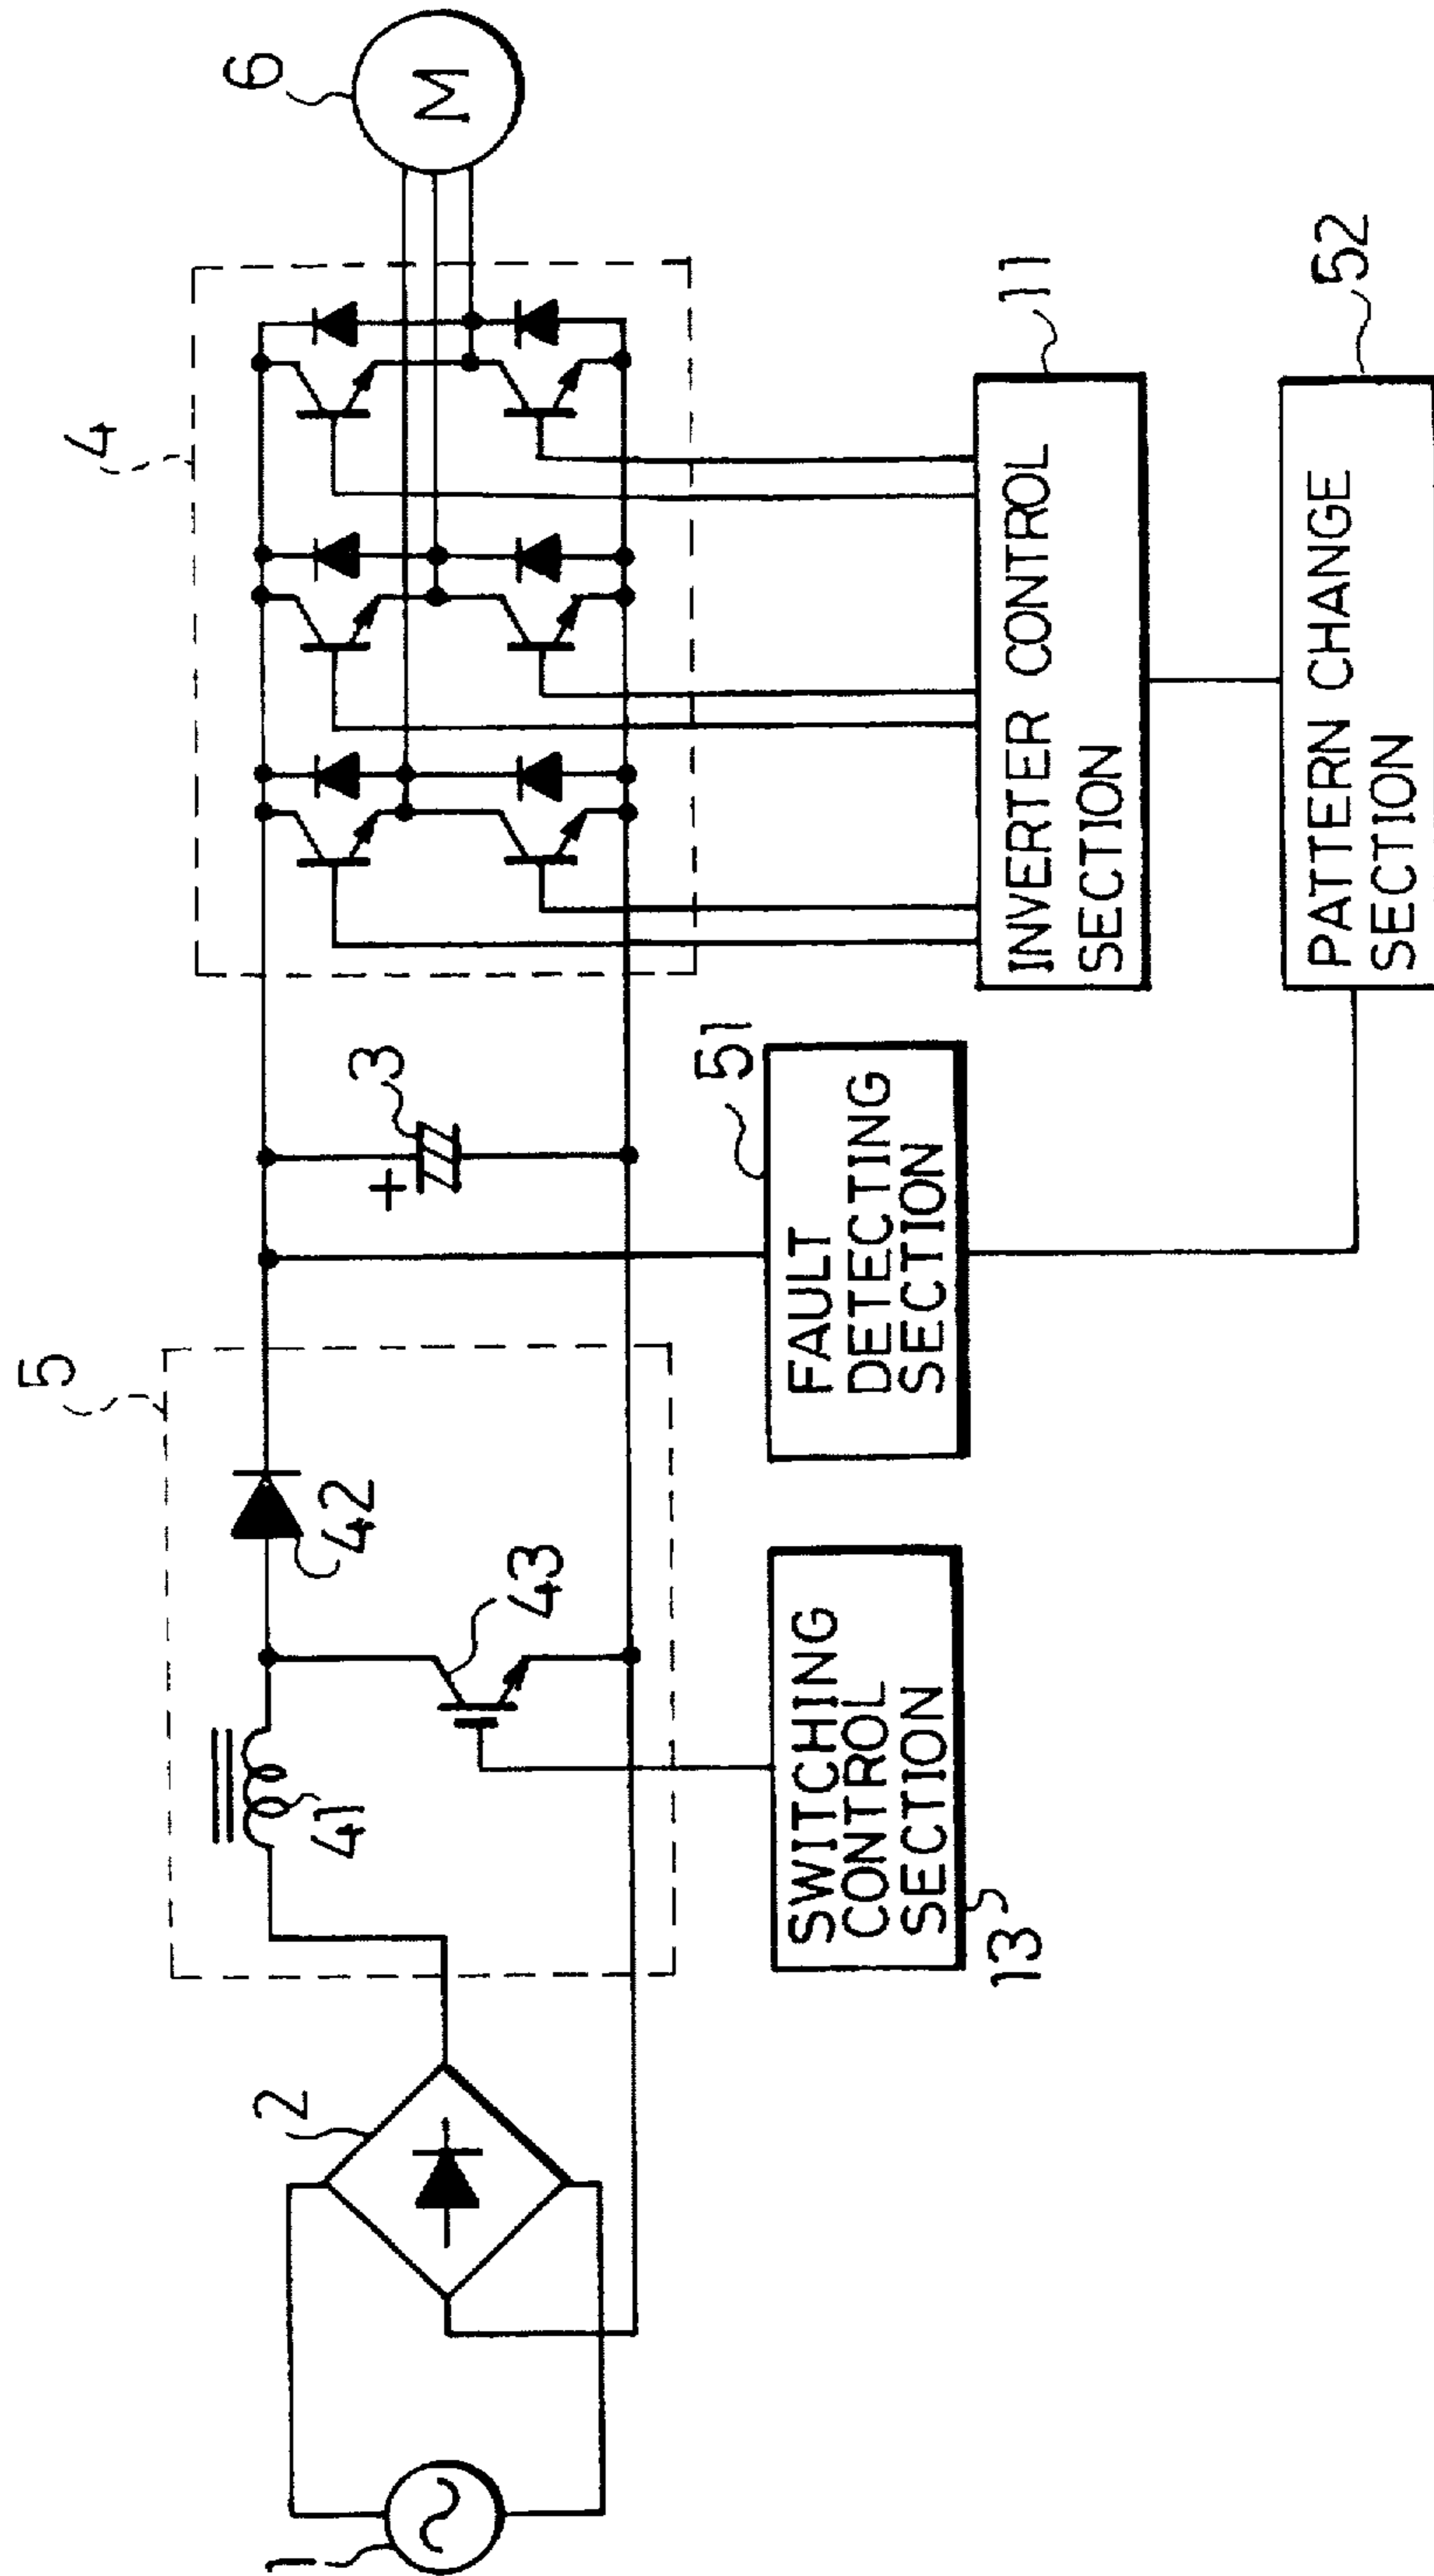 6
M
4
5
3
42
43
41
2
1
51
11
52
13
SWITCHING
CONTROL
SECTION
FAULT
DETECTING
SECTION
INVERTER CONTROL
SECTION
PATTERN CHANGE
SECTION
+